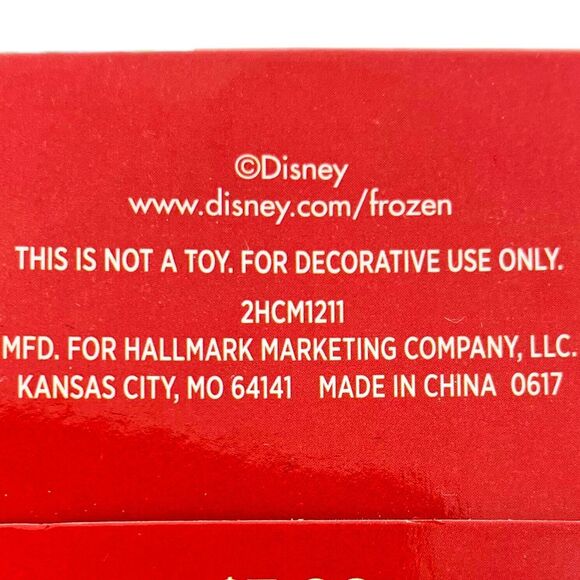 ©Disney
www.disney.com/frozen
THIS IS NOT A TOY. FOR DECORATIVE USE ONLY.
2HCM1211
MFD. FOR HALLMARK MARKETING COMPANY, LLC.
KANSAS CITY, MO 64141 MADE IN CHINA 0617